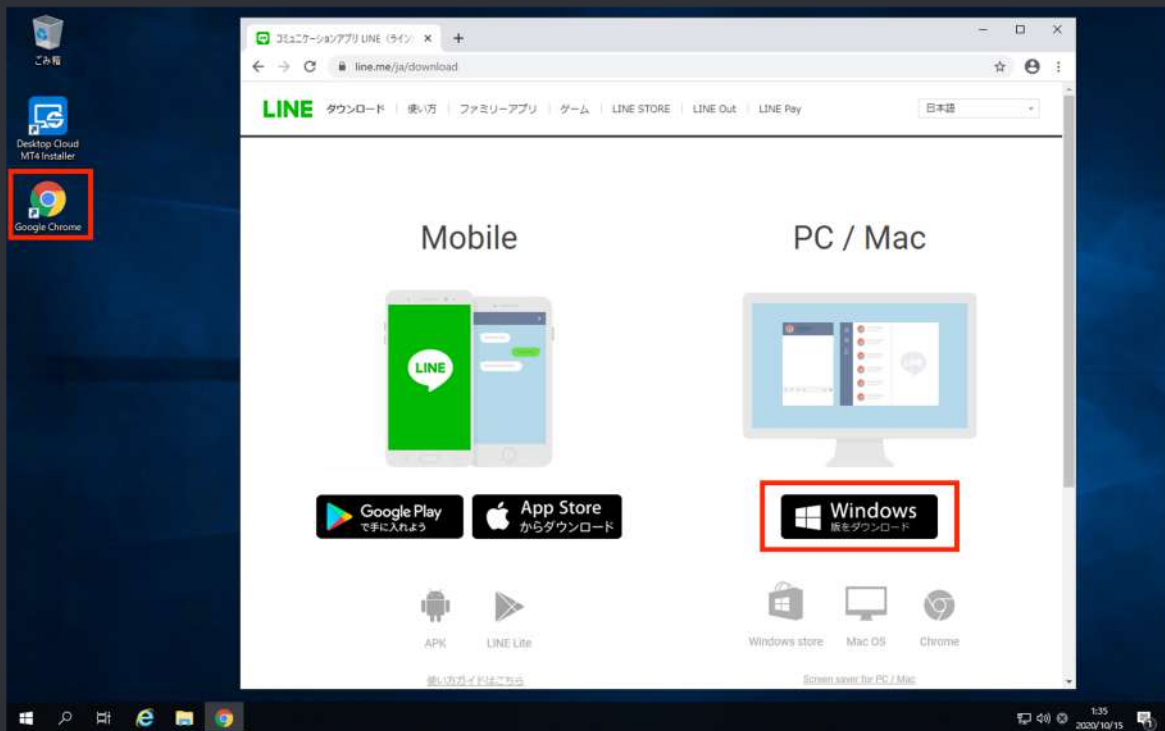 ごみ箱
Desktop Cloud
MT4 Installer
Google Chrome
コミュニケーションアプリ LINE（ライン
line.me/ja/download
LINE ダウンロード 使い方 ファミリーアプリ ゲーム LINE STORE LINE Out LINE Pay 日本語
Mobile
PC / Mac
LINE
Google Play
で手に入れよう
App Store
からダウンロード
Windows
版をダウンロード
APK
LINE Lite
Windows store
Mac OS
Chrome
使い方ガイドはこちら
Screen saver for PC / Mac
1:35
2020/10/15